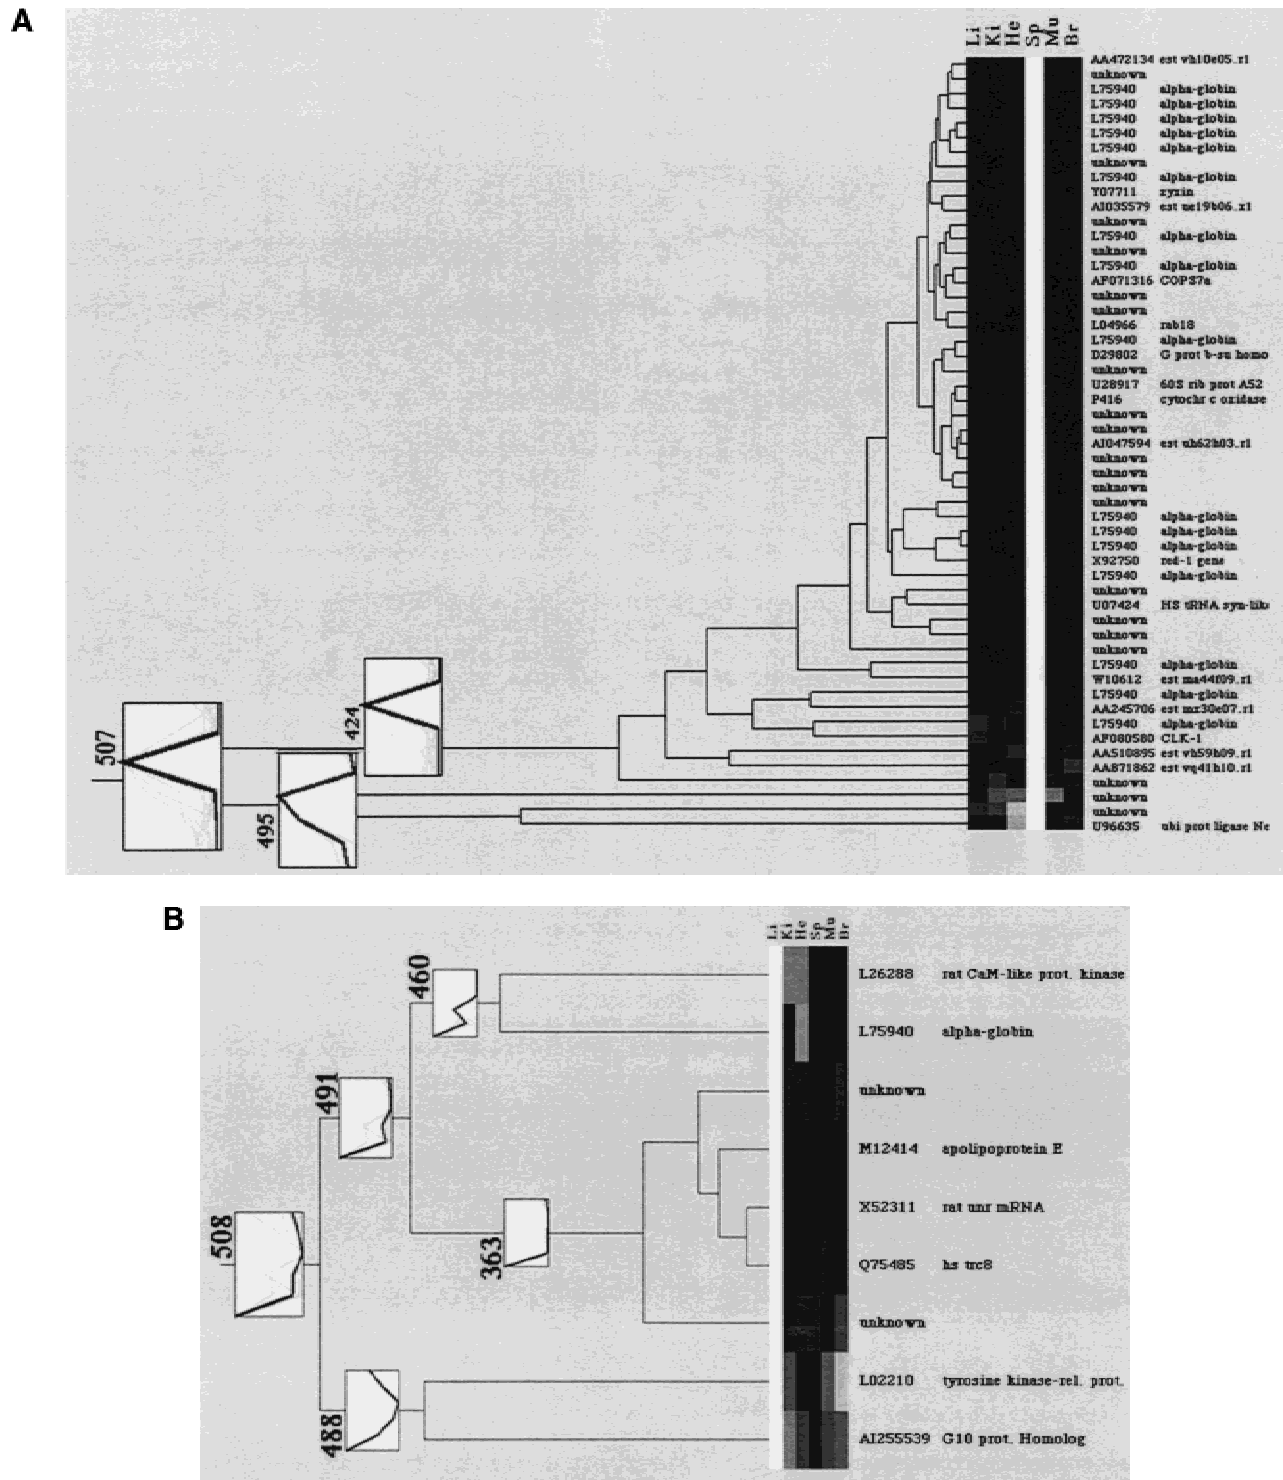 A
Li Ki He Sp Mu Br
AA472134 est vh10e05.r1
unknown
L75940 alpha-globin
L75940 alpha-globin
L75940 alpha-globin
L75940 alpha-globin
L75940 alpha-globin
unknown
L75940 alpha-globin
Y07711 zyxin
AI035579 est ue19b06.x1
unknown
L75940 alpha-globin
unknown
L75940 alpha-globin
AF071316 COPS7a
unknown
unknown
L04966 rab18
L75940 alpha-globin
D29802 G prot b-su homo
unknown
U28917 60S rib prot A52
P416 cytochr c oxidase
unknown
unknown
AI047594 est uh62h03.r1
unknown
unknown
unknown
unknown
L75940 alpha-globin
L75940 alpha-globin
L75940 alpha-globin
X92750 red-1 gene
L75940 alpha-globin
unknown
U07424 HS tRNA syn-like
unknown
unknown
unknown
L75940 alpha-globin
W10612 est ma44f09.r1
L75940 alpha-globin
AA245706 est mx30e07.r1
L75940 alpha-globin
AF080580 CLK-1
AA510895 est vh59h09.r1
AA871862 est vq41h10.r1
unknown
unknown
unknown
U96635 ubi prot ligase Ne
507
424
495
B
Li Ki He Sp Mu Br
L26288 rat CaM-like prot. kinase
L75940 alpha-globin
unknown
M12414 apolipoprotein E
X52311 rat unr mRNA
Q75485 hs trc8
unknown
L02210 tyrosine kinase-rel. prot.
AI255539 G10 prot. Homolog
460
491
508
363
488